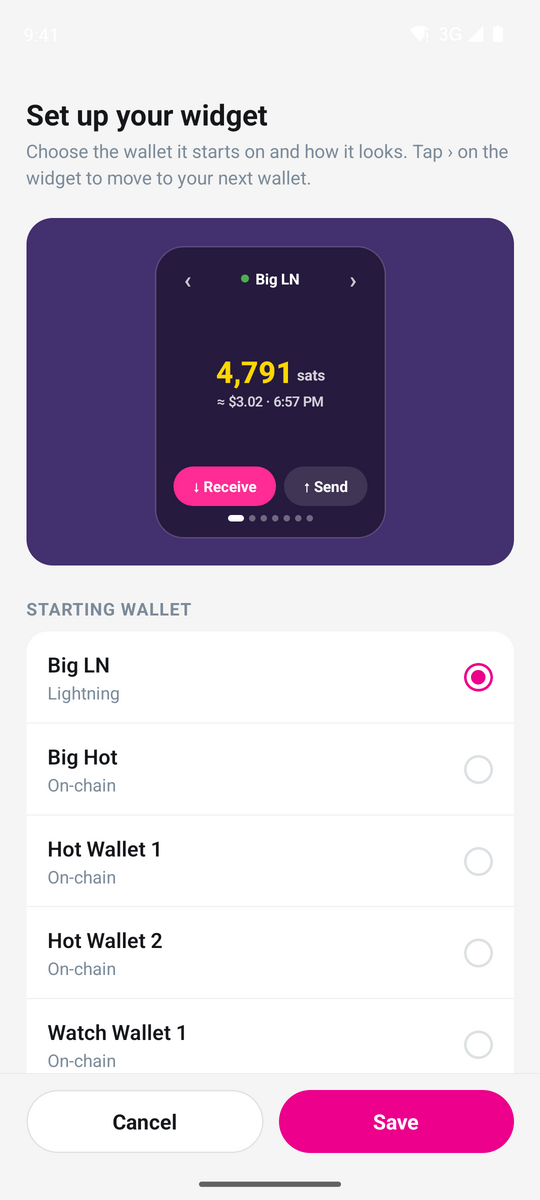 9:41
3G
Set up your widget
Choose the wallet it starts on and how it looks. Tap › on the
widget to move to your next wallet.
‹ Big LN ›
4,791 sats
≈ $3.02 · 6:57 PM
↓ Receive
↑ Send
STARTING WALLET
Big LN
Lightning
Big Hot
On-chain
Hot Wallet 1
On-chain
Hot Wallet 2
On-chain
Watch Wallet 1
On-chain
Cancel
Save